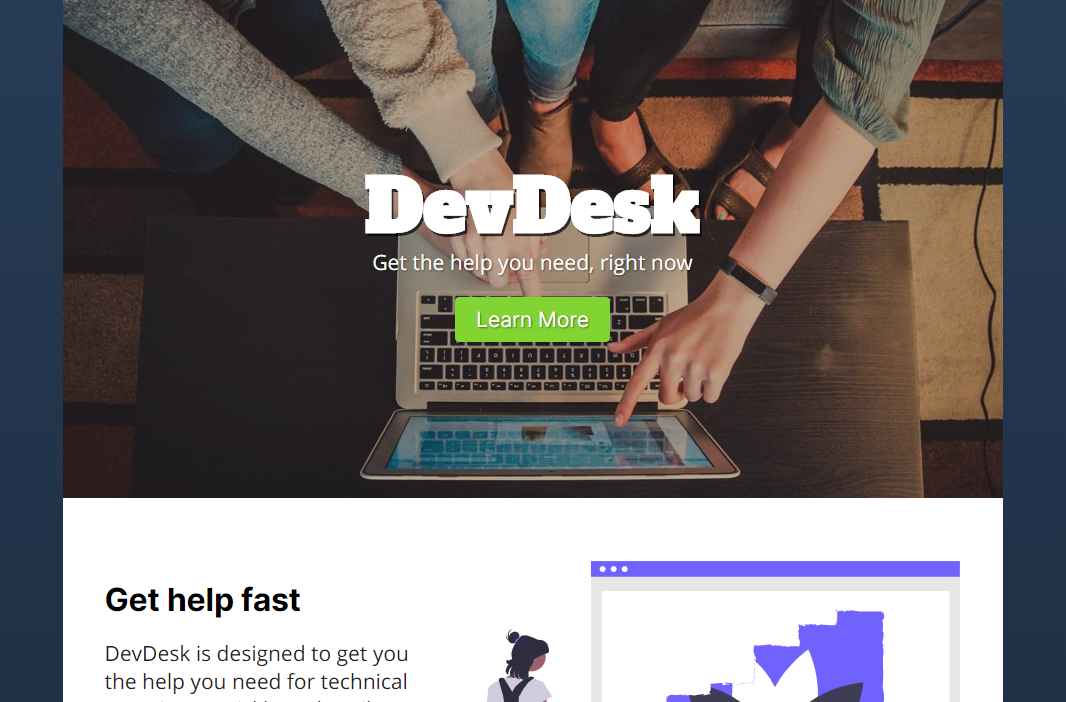 DevDesk
Get the help you need, right now
Learn More
Get help fast
DevDesk is designed to get you
the help you need for technical